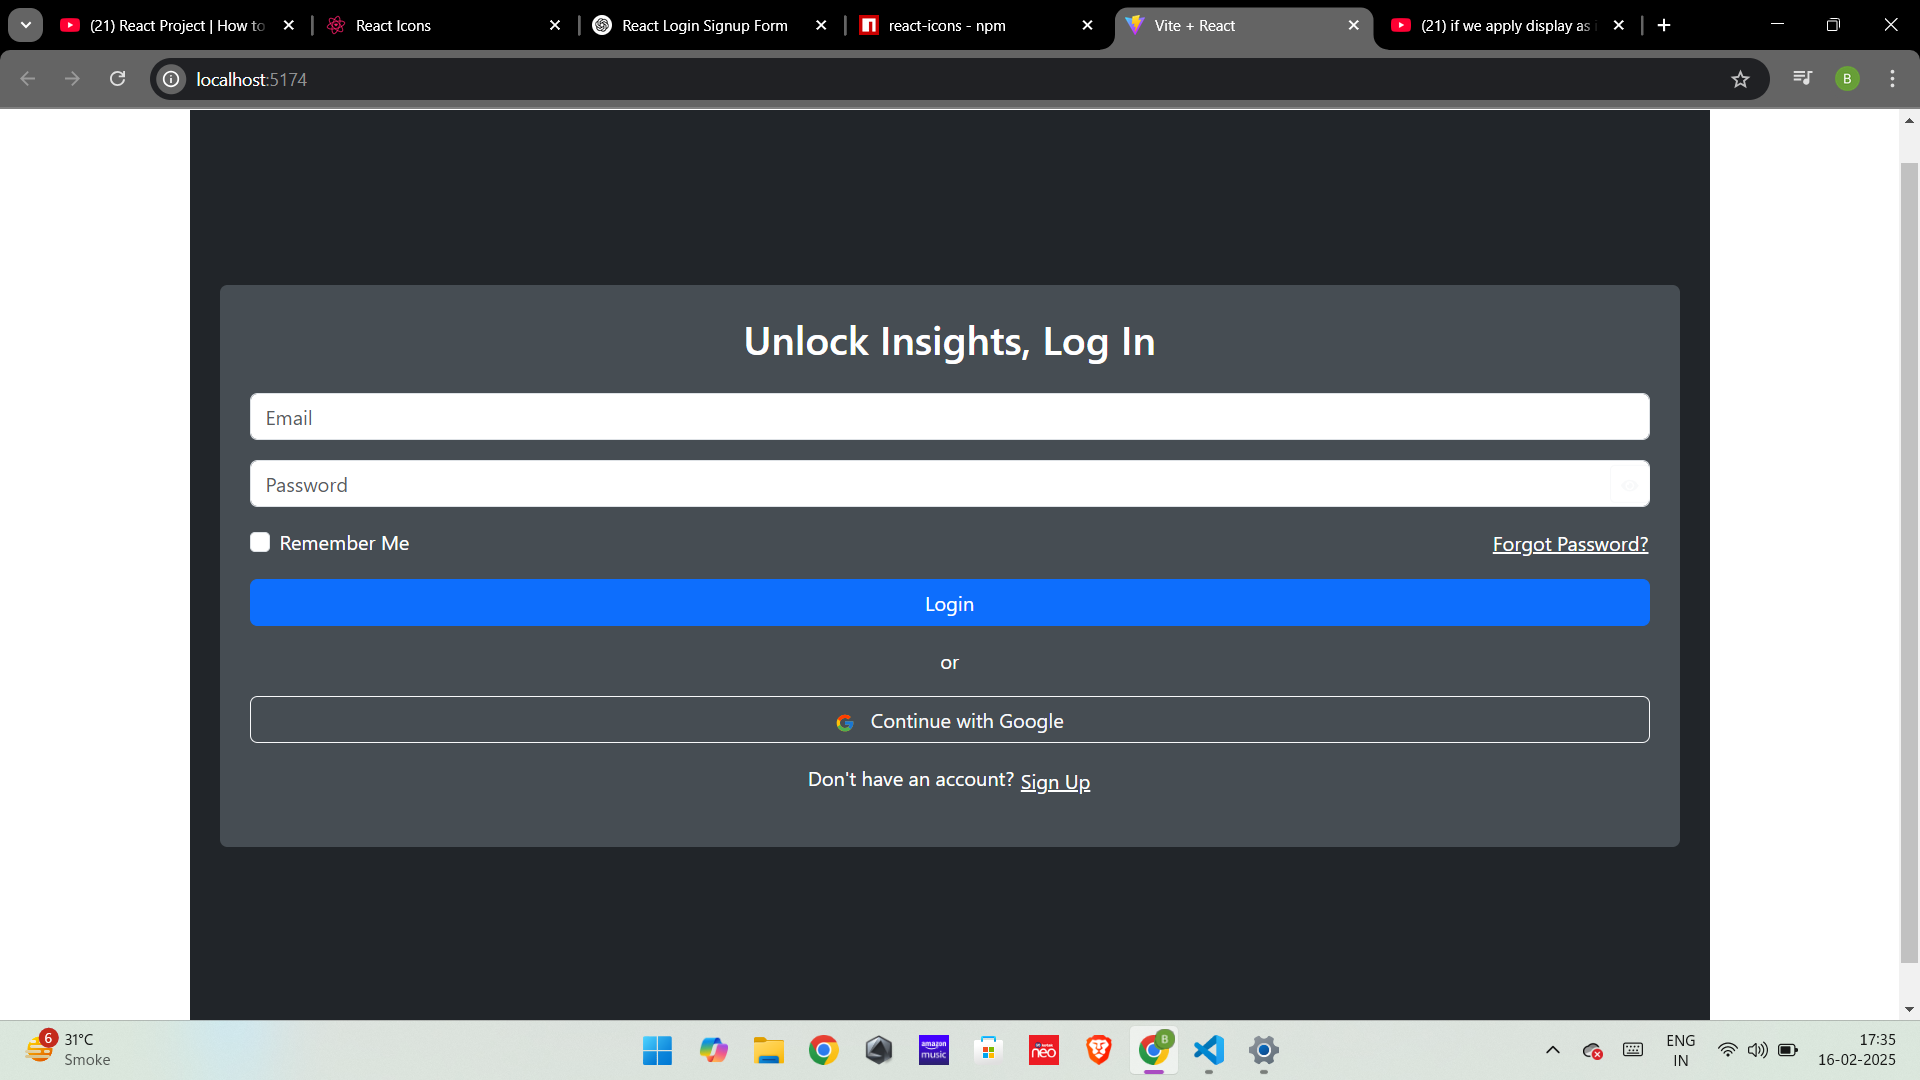 (21) React Project | How to
React Icons
React Login Signup Form
react-icons - npm
Vite + React
(21) if we apply display as i
localhost:5174
B
Unlock Insights, Log In
Email
Password
Remember Me
Forgot Password?
Login
or
Continue with Google
Don't have an account? Sign Up
6
31°C
Smoke
amazon
music
neo
B
ENG
IN
17:35
16-02-2025